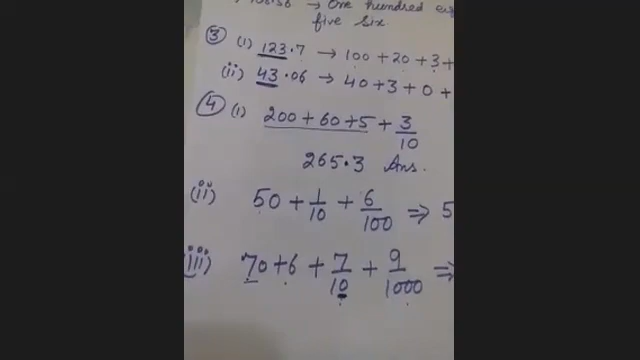 → One hundred
five six
③ (i) 123.7 → 100 + 20 + 3 +
(ii) 43.06 → 40 + 3 + 0 +
④ (i) 200 + 60 + 5 + 3/10
265.3 Ans.
(ii) 50 + 1/10 + 6/100 ⇒ 5
(iii) 70 + 6 + 7/10 + 9/1000 ⇒